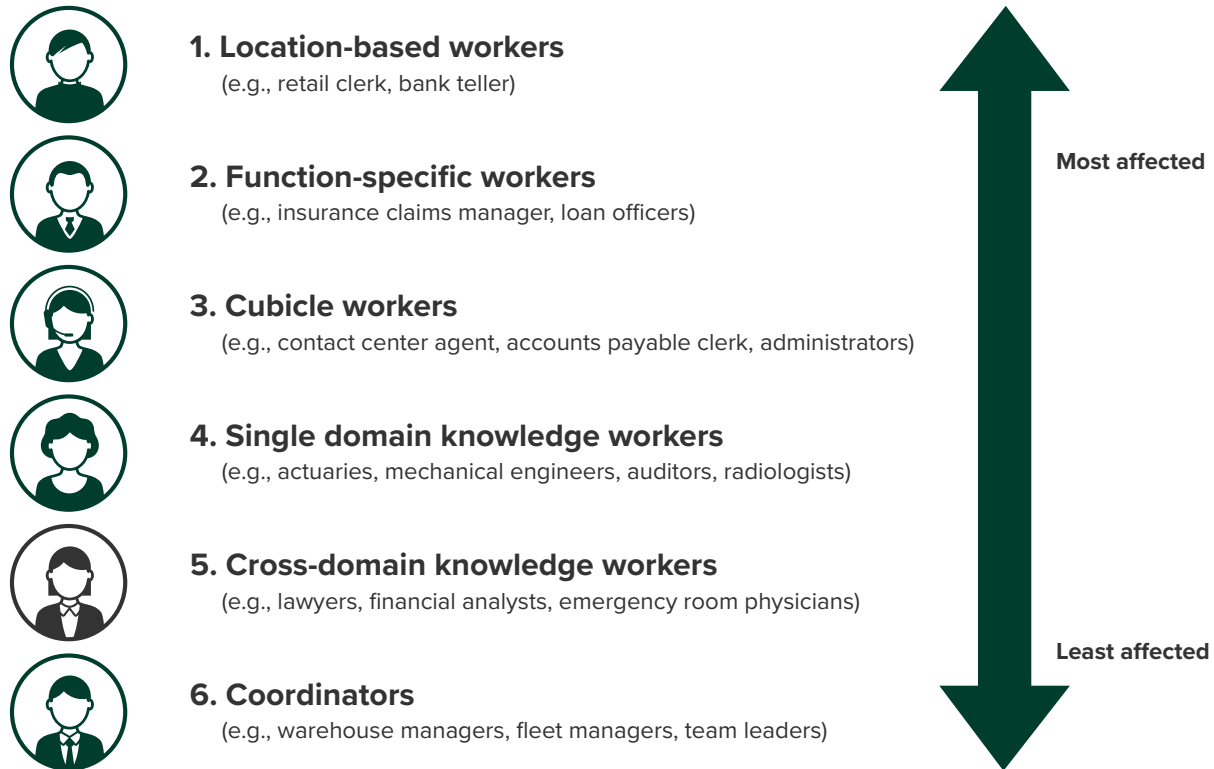 1. Location-based workers
(e.g., retail clerk, bank teller)
Most affected
2. Function-specific workers
(e.g., insurance claims manager, loan officers)
3. Cubicle workers
(e.g., contact center agent, accounts payable clerk, administrators)
4. Single domain knowledge workers
(e.g., actuaries, mechanical engineers, auditors, radiologists)
5. Cross-domain knowledge workers
(e.g., lawyers, financial analysts, emergency room physicians)
Least affected
6. Coordinators
(e.g., warehouse managers, fleet managers, team leaders)